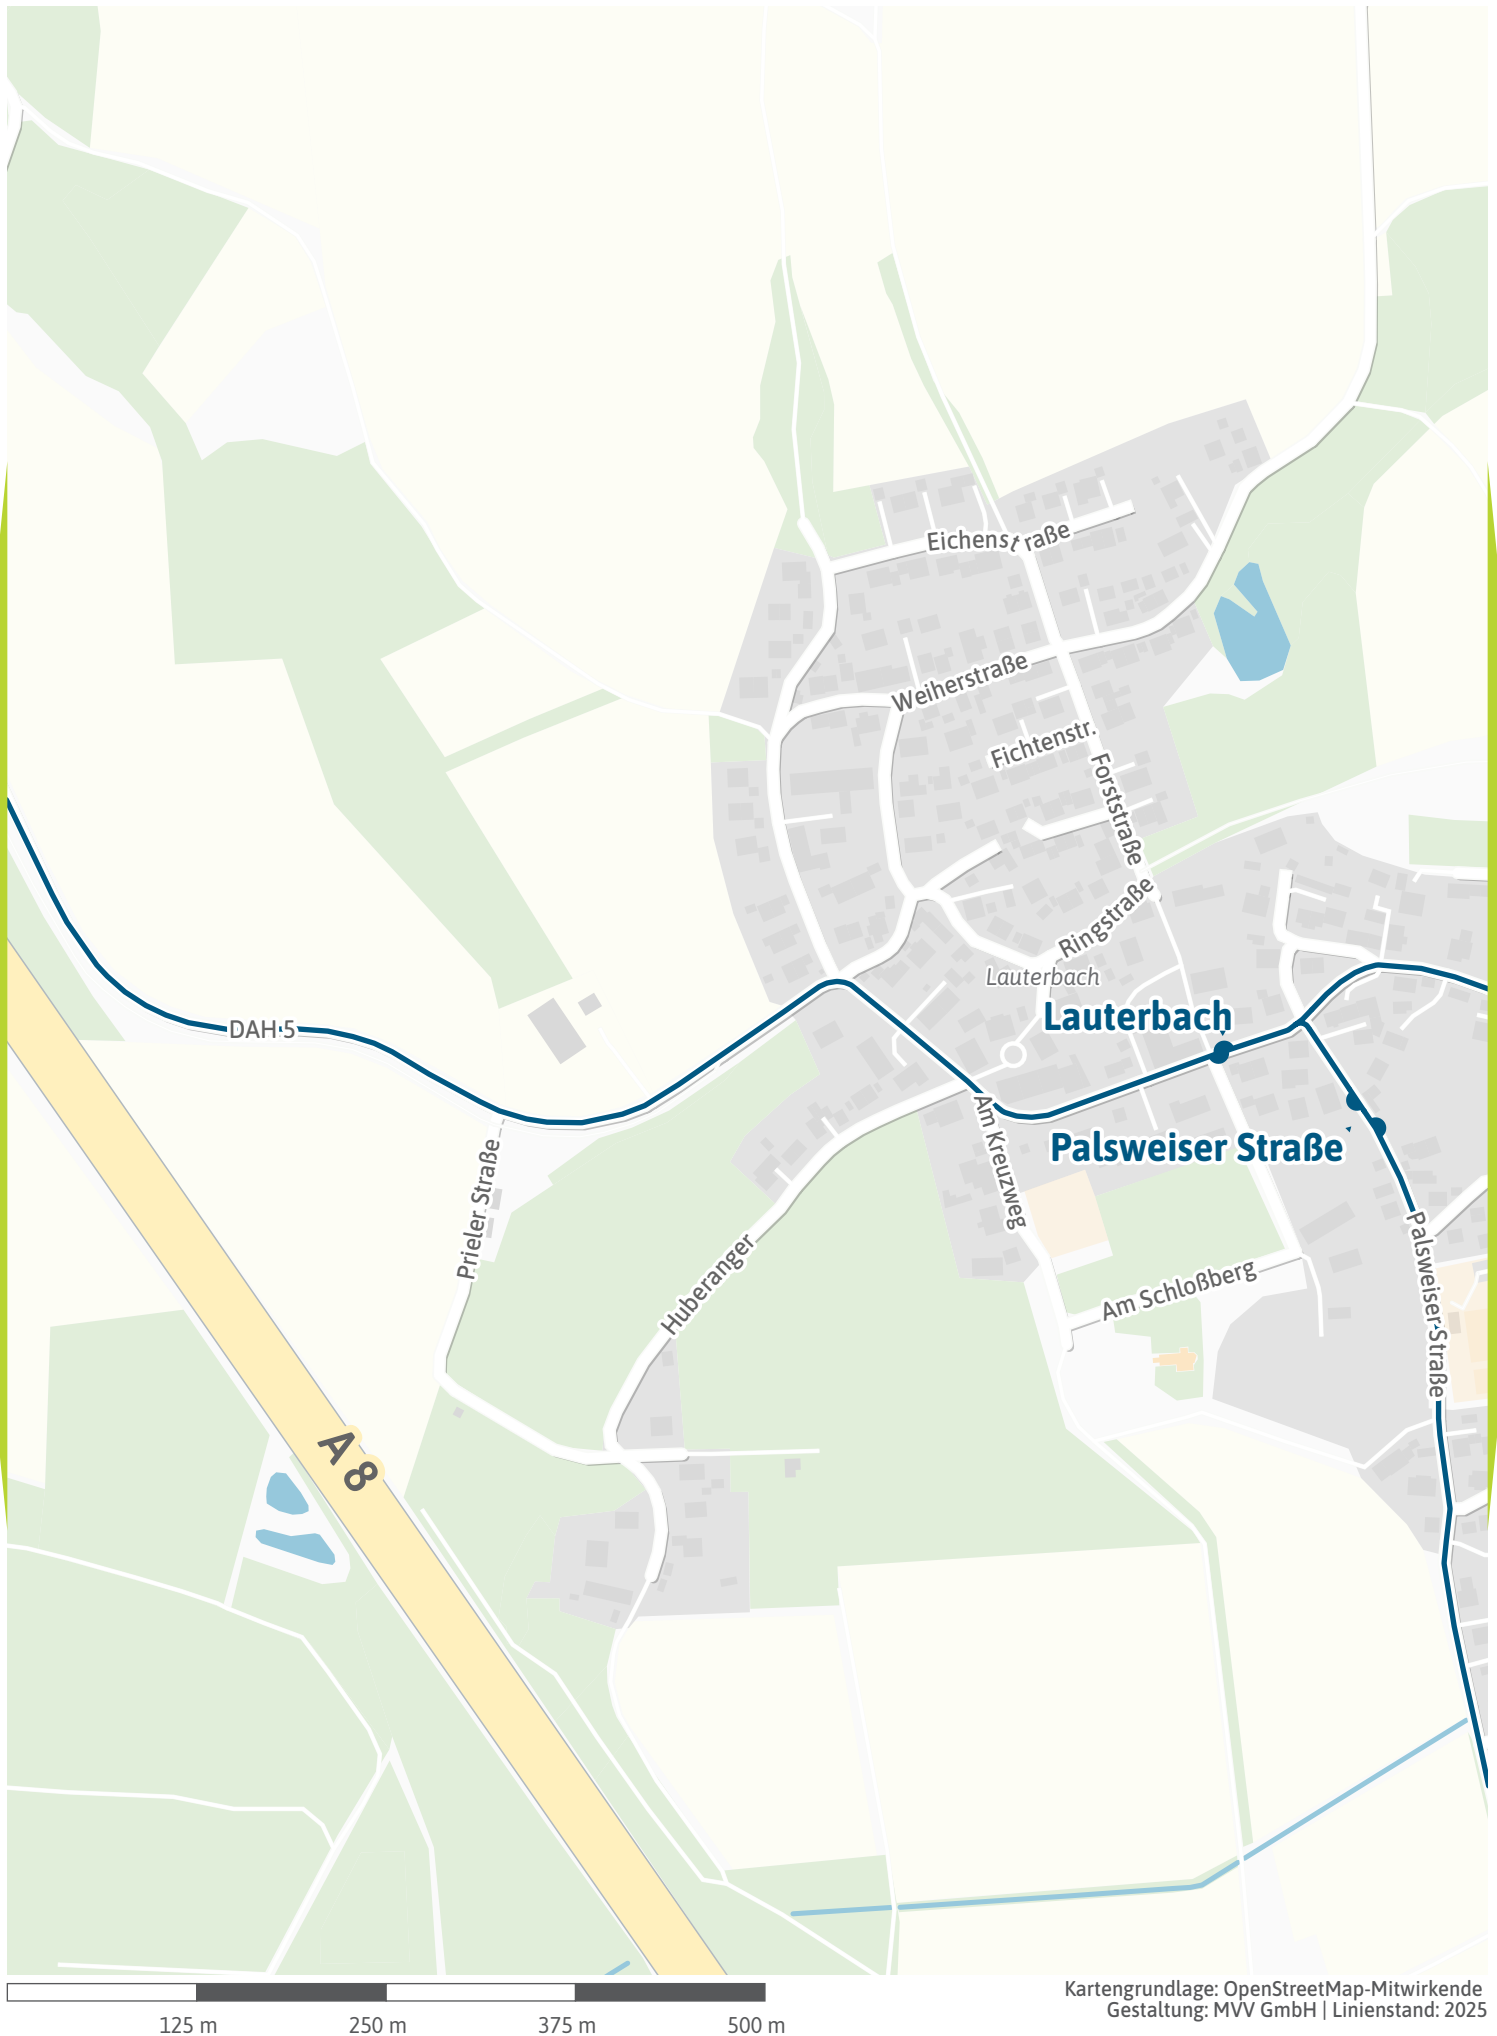 Eichenstraße
Weiherstraße
Fichtenstr.
Forststraße
Ringstraße
Lauterbach
Lauterbach
DAH 5
Am Kreuzweg
Palsweiser Straße
Prieler Straße
Palsweiser Straße
Huberanger
Am Schloßberg
A 8
Kartengrundlage: OpenStreetMap-Mitwirkende
Gestaltung: MVV GmbH | Linienstand: 2025
125 m 250 m 375 m 500 m